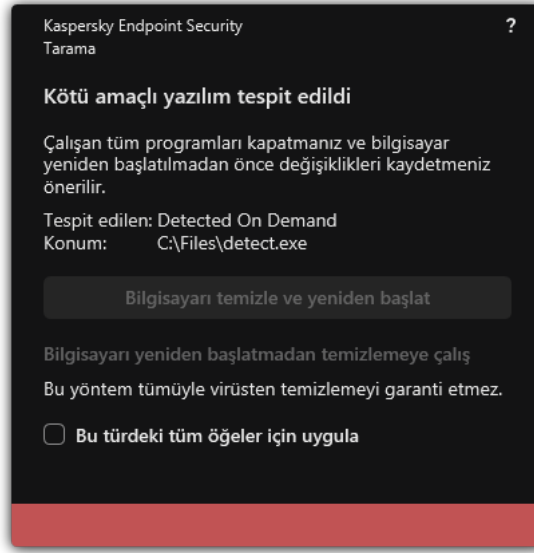 Kaspersky Endpoint Security
?
Tarama
Kötü amaçlı yazılım tespit edildi
Çalışan tüm programları kapatmanız ve bilgisayar
yeniden başlatılmadan önce değişiklikleri kaydetmeniz
önerilir.
Tespit edilen: Detected On Demand
Konum: C:\Files\detect.exe
Bilgisayarı temizle ve yeniden başlat
Bilgisayarı yeniden başlatmadan temizlemeye çalış
Bu yöntem tümüyle virüsten temizlemeyi garanti etmez.
Bu türdeki tüm öğeler için uygula